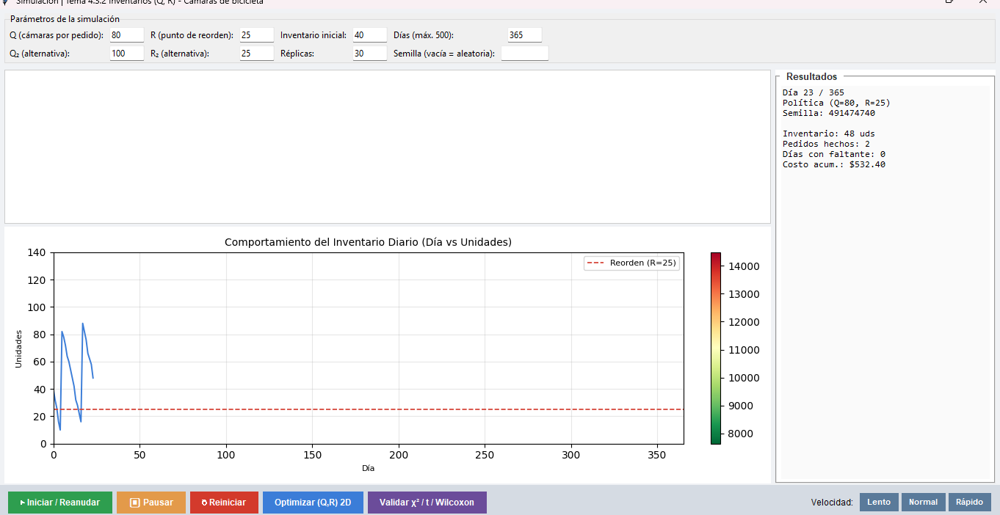 Simulación | Tema 4.3.2 Inventarios (Q, R) - Cámaras de bicicleta
Parámetros de la simulación
Q (cámaras por pedido): 80 R (punto de reorden): 25 Inventario inicial: 40 Días (máx. 500): 365
Q₂ (alternativa): 100 R₂ (alternativa): 25 Réplicas: 30 Semilla (vacía = aleatoria):
Resultados
Día 23 / 365
Política (Q=80, R=25)
Semilla: 491474740
Inventario: 48 uds
Pedidos hechos: 2
Días con faltante: 0
Costo acum.: $532.40
Comportamiento del Inventario Diario (Día vs Unidades)
Reorden (R=25)
Unidades
140
120
100
80
60
40
20
0
0 50 100 150 200 250 300 350
Día
14000
13000
12000
11000
10000
9000
8000
Iniciar / Reanudar Pausar Reiniciar Optimizar (Q,R) 2D Validar χ² / t / Wilcoxon Velocidad: Lento Normal Rápido